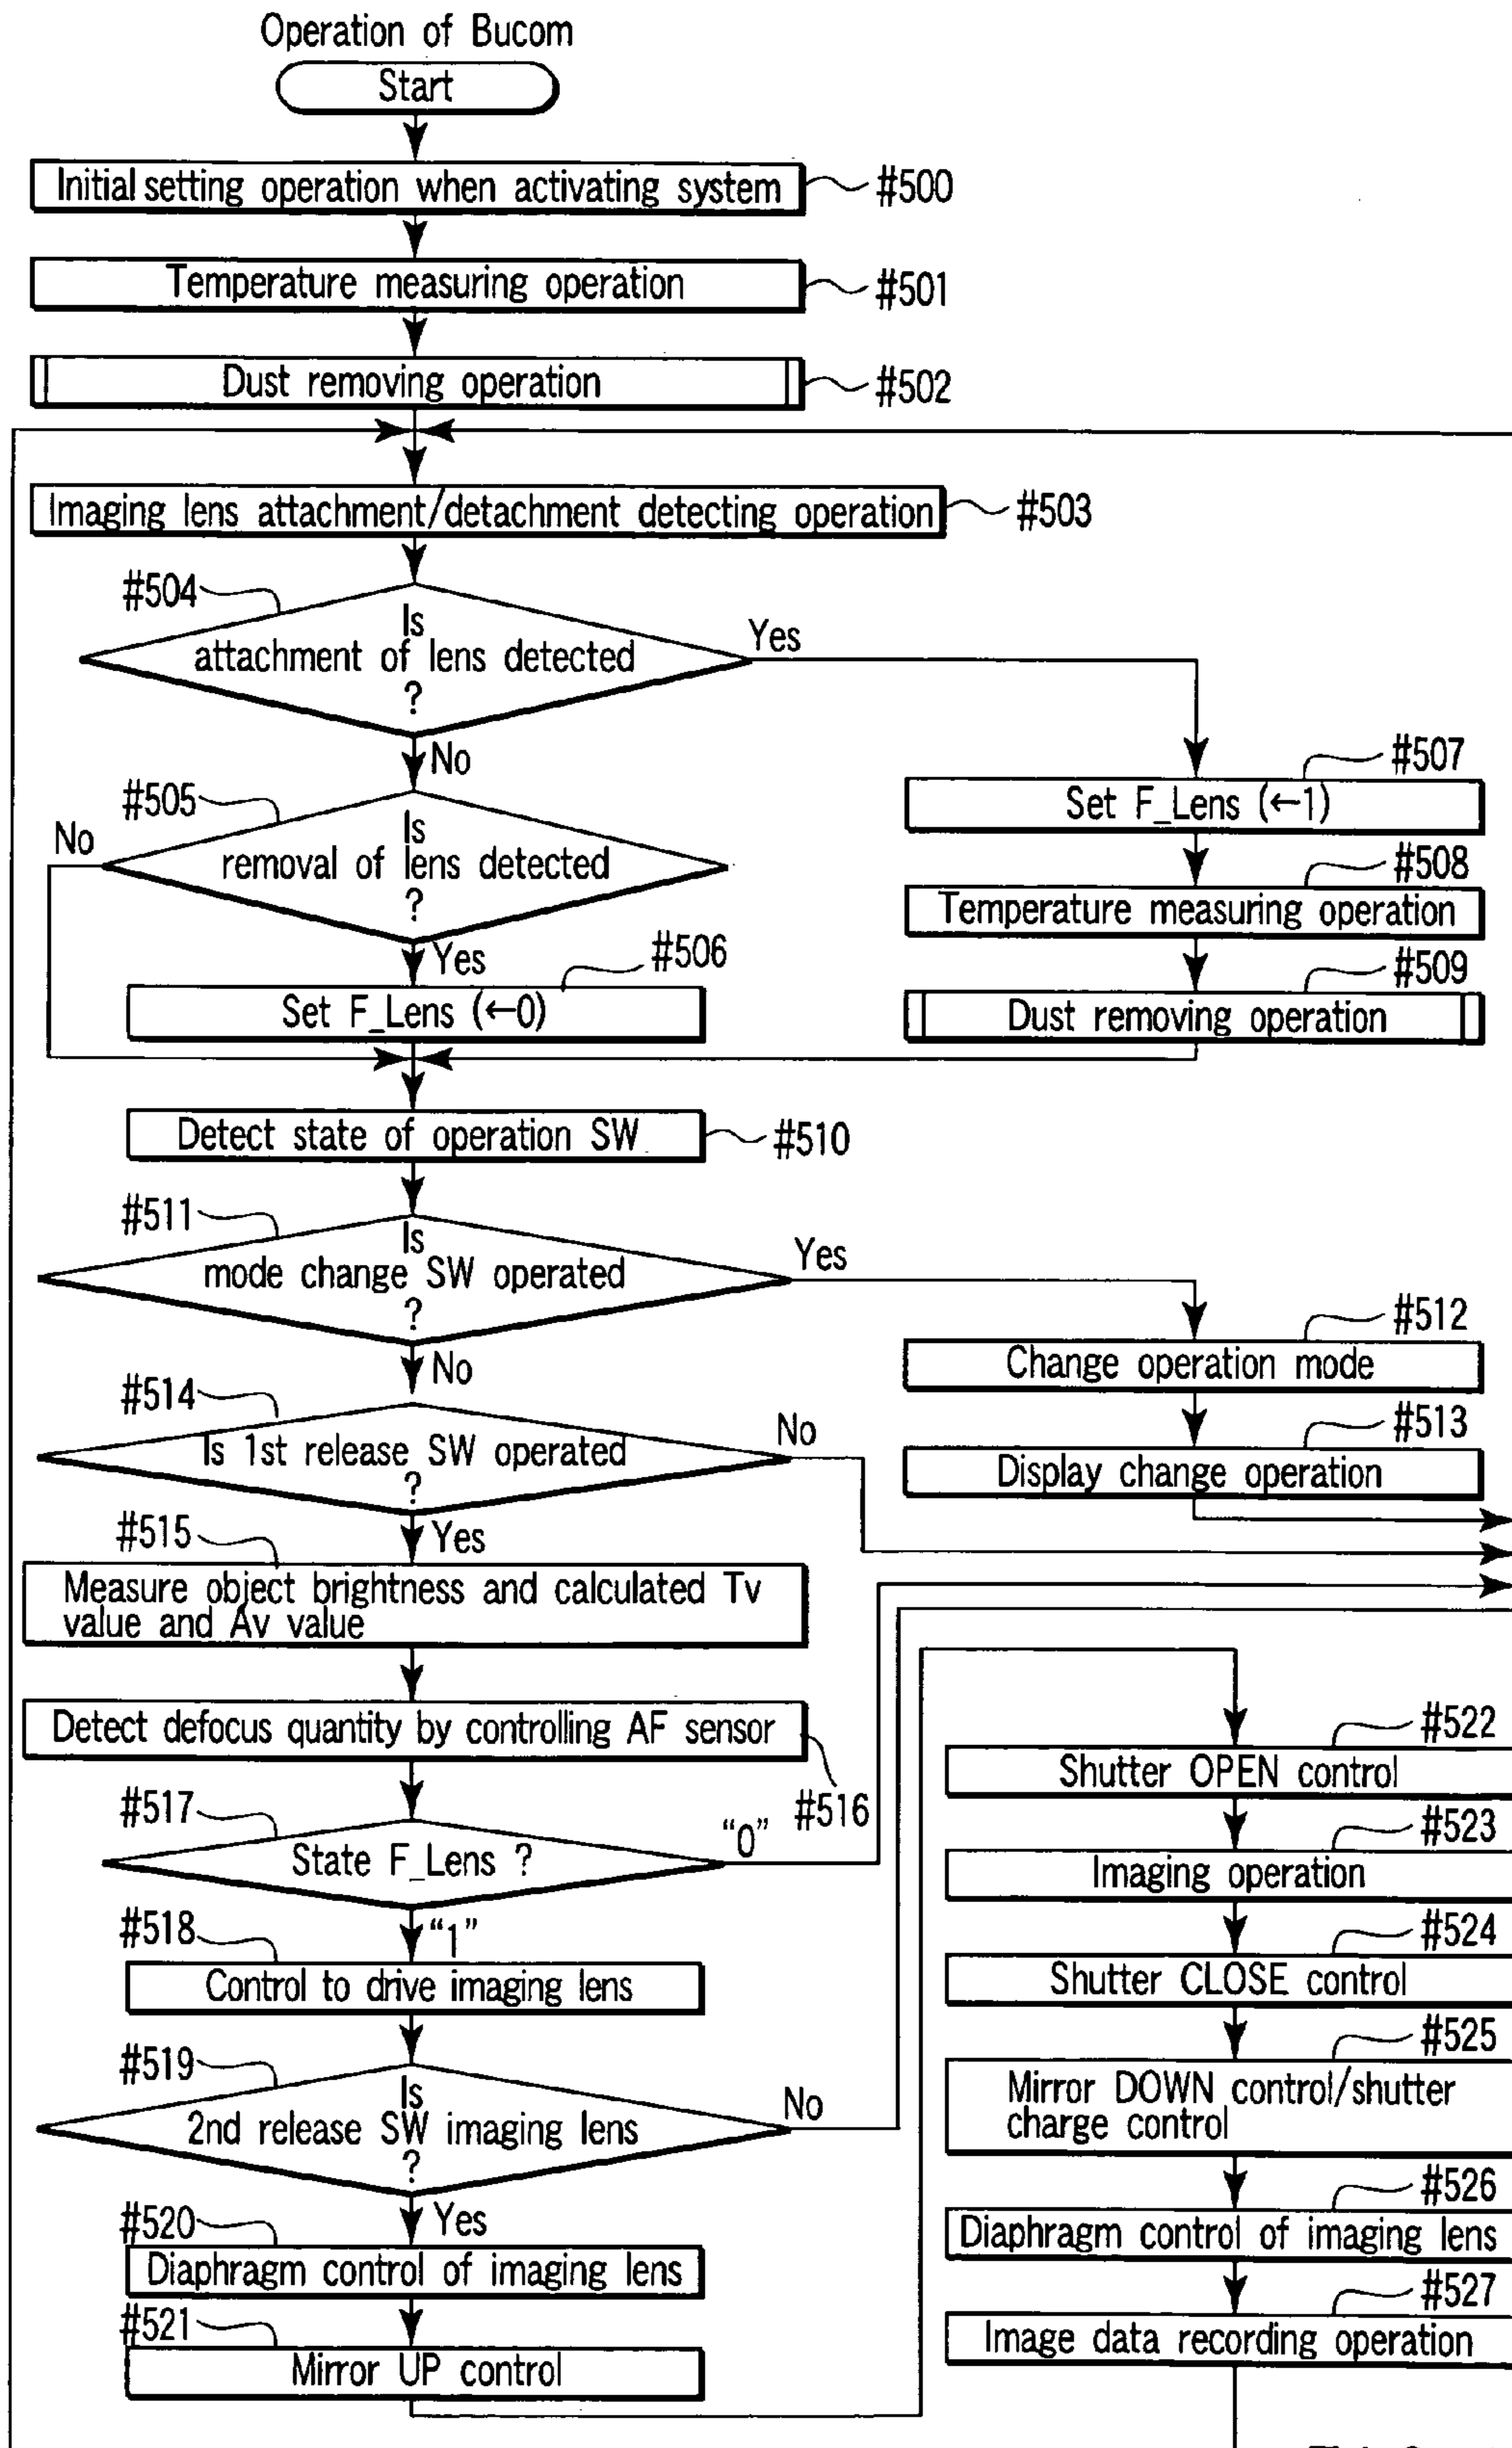 Operation of Bucom
Start
Initial setting operation when activating system
#500
Temperature measuring operation
#501
Dust removing operation
#502
Imaging lens attachment/detachment detecting operation
#503
#504
Is
attachment of lens detected
?
Yes
No
#505
Is
removal of lens detected
?
No
Yes
#506
Set F_Lens (←0)
#507
Set F_Lens (←1)
#508
Temperature measuring operation
#509
Dust removing operation
Detect state of operation SW
#510
#511
Is
mode change SW operated
?
Yes
No
#512
Change operation mode
#513
Display change operation
#514
Is 1st release SW operated
?
No
Yes
#515
Measure object brightness and calculated Tv
value and Av value
Detect defocus quantity by controlling AF sensor
#516
#517
State F_Lens ?
"0"
"1"
#518
Control to drive imaging lens
#519
Is
2nd release SW imaging lens
?
No
Yes
#520
Diaphragm control of imaging lens
#521
Mirror UP control
#522
Shutter OPEN control
#523
Imaging operation
#524
Shutter CLOSE control
#525
Mirror DOWN control/shutter
charge control
#526
Diaphragm control of imaging lens
#527
Image data recording operation